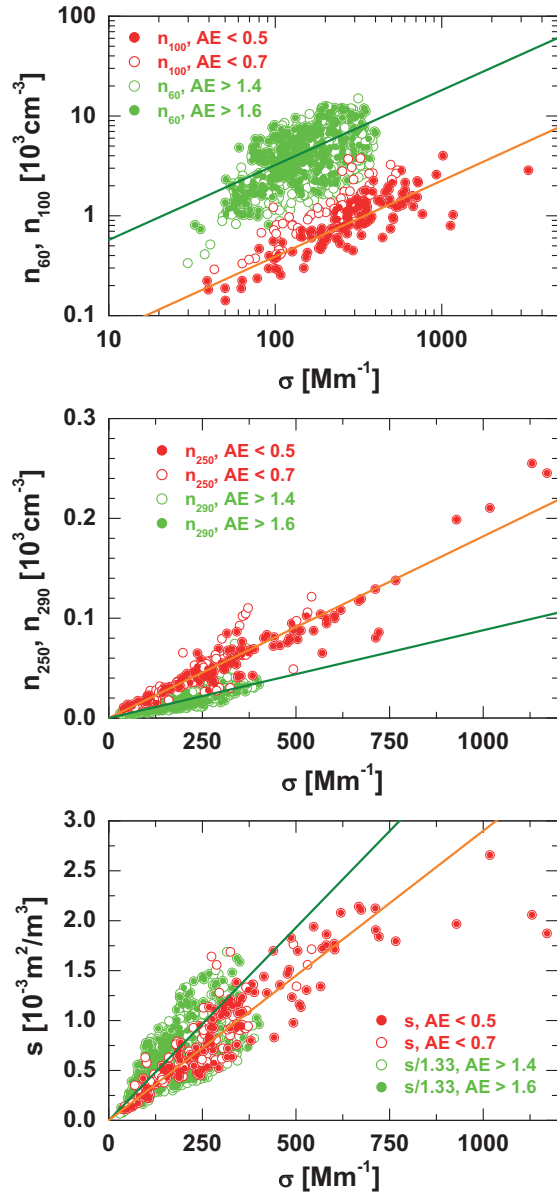 100
n₁₀₀, AE < 0.5
n₁₀₀, AE < 0.7
n₆₀, AE > 1.4
n₆₀, AE > 1.6
10
1
0.1
n₆₀, n₁₀₀ [10³cm⁻³]
10 100 1000
σ [Mm⁻¹]
0.3
n₂₅₀, AE < 0.5
n₂₅₀, AE < 0.7
n₂₉₀, AE > 1.4
n₂₉₀, AE > 1.6
0.2
0.1
0.0
n₂₅₀, n₂₉₀ [10³cm⁻³]
0 250 500 750 1000
σ [Mm⁻¹]
3.0
2.5
2.0
1.5
1.0
0.5
0.0
s [10⁻³m²/m³]
s, AE < 0.5
s, AE < 0.7
s/1.33, AE > 1.4
s/1.33, AE > 1.6
0 250 500 750 1000
σ [Mm⁻¹]